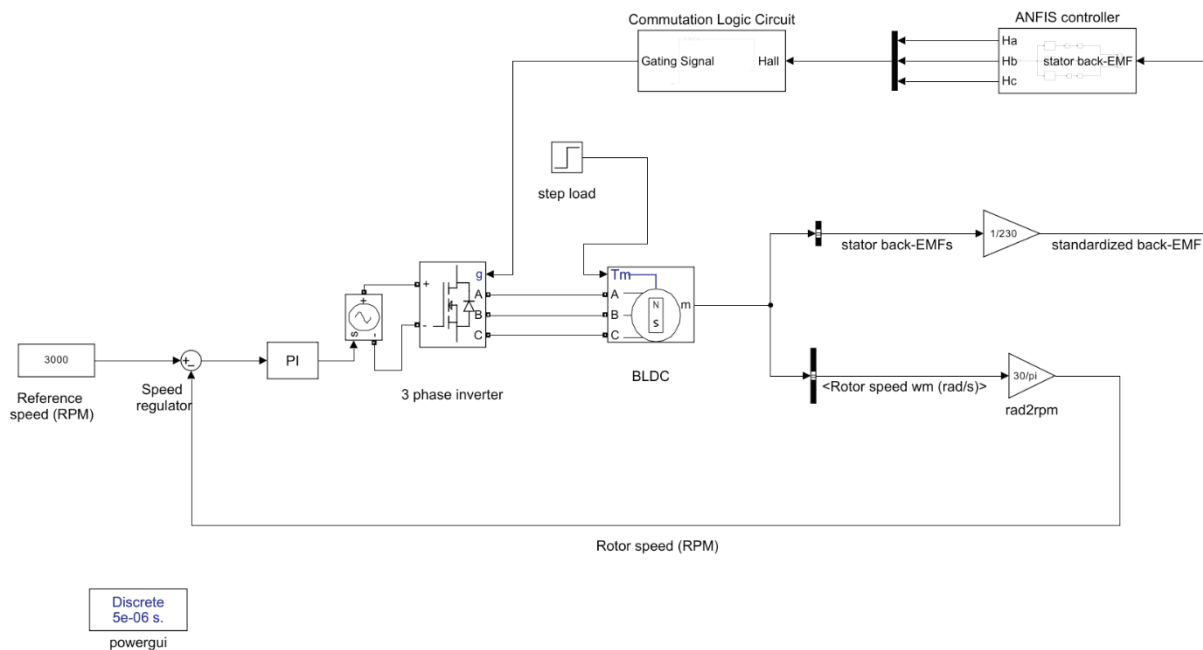 Commutation Logic Circuit
ANFIS controller
Gating Signal
Hall
Ha
Hb
Hc
stator back-EMF
step load
stator back-EMFs
1/230
standardized back-EMF
g
+
-
A
B
C
Tm
A
B
C
N
S
m
+
s
-
3000
+
-
PI
Reference
speed (RPM)
Speed
regulator
3 phase inverter
BLDC
<Rotor speed wm (rad/s)>
30/pi
rad2rpm
Rotor speed (RPM)
Discrete
5e-06 s.
powergui